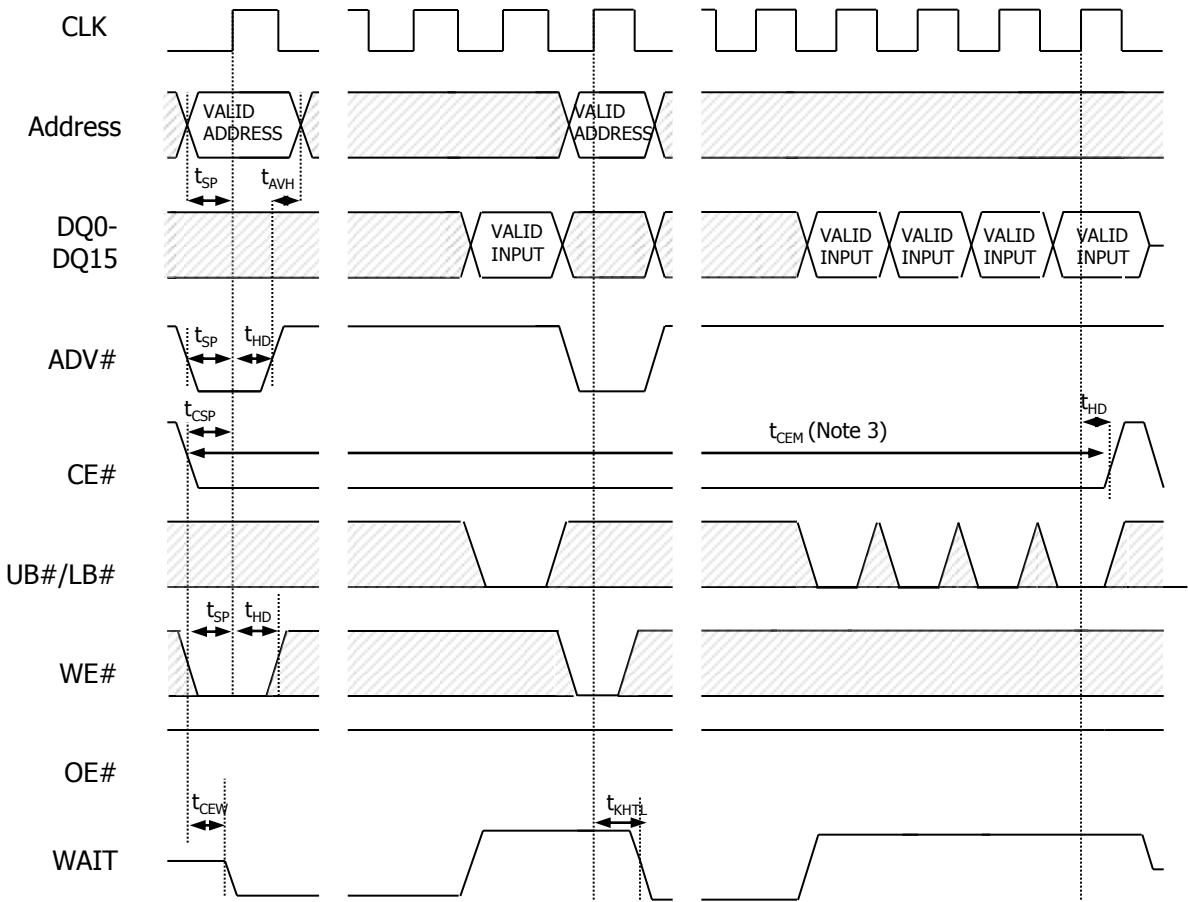 CLK
Address
VALID
ADDRESS
VALID
ADDRESS
tSP
tAVH
DQ0-
DQ15
VALID
INPUT
VALID
INPUT
VALID
INPUT
VALID
INPUT
VALID
INPUT
ADV#
tSP
tHD
tCSP
tHD
tCEM (Note 3)
CE#
UB#/LB#
tSP
tHD
WE#
OE#
tCEW
tKHTL
WAIT